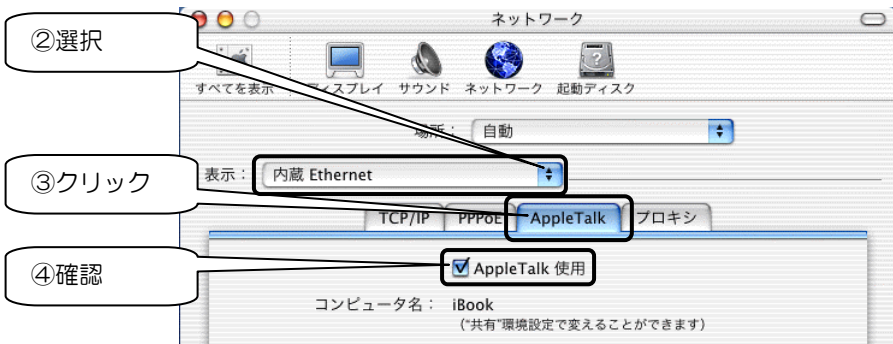 ネットワーク
②選択
すべてを表示 ディスプレイ サウンド ネットワーク 起動ディスク
場所： 自動
③クリック
表示： 内蔵 Ethernet
TCP/IP PPPoE AppleTalk プロキシ
④確認
AppleTalk 使用
コンピュータ名： iBook
（“共有”環境設定で変えることができます）